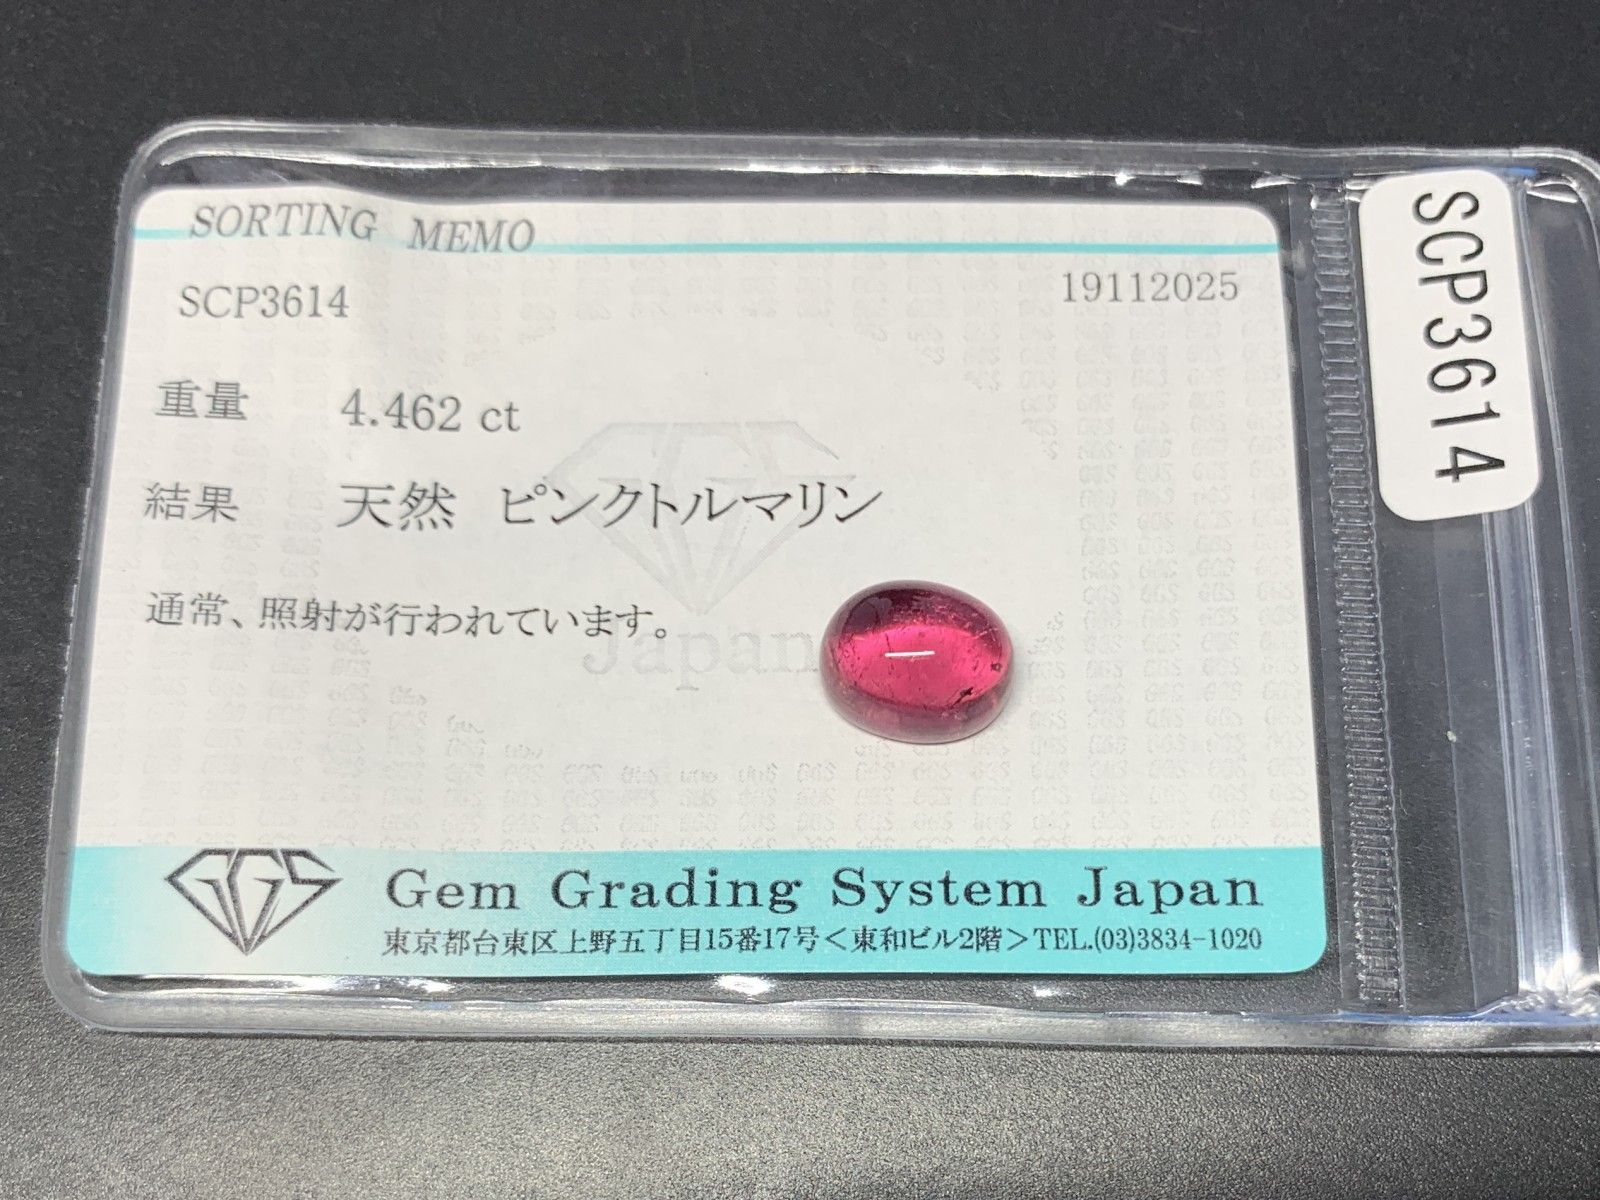 SORTING MEMO
SCP3614
19112025
重量 4.462 ct
結果 天然 ピンクトルマリン
通常、照射が行われています。
Japan
GGS
Gem Grading System Japan
東京都台東区上野五丁目15番17号＜東和ビル2階＞TEL.(03)3834-1020
SCP3614